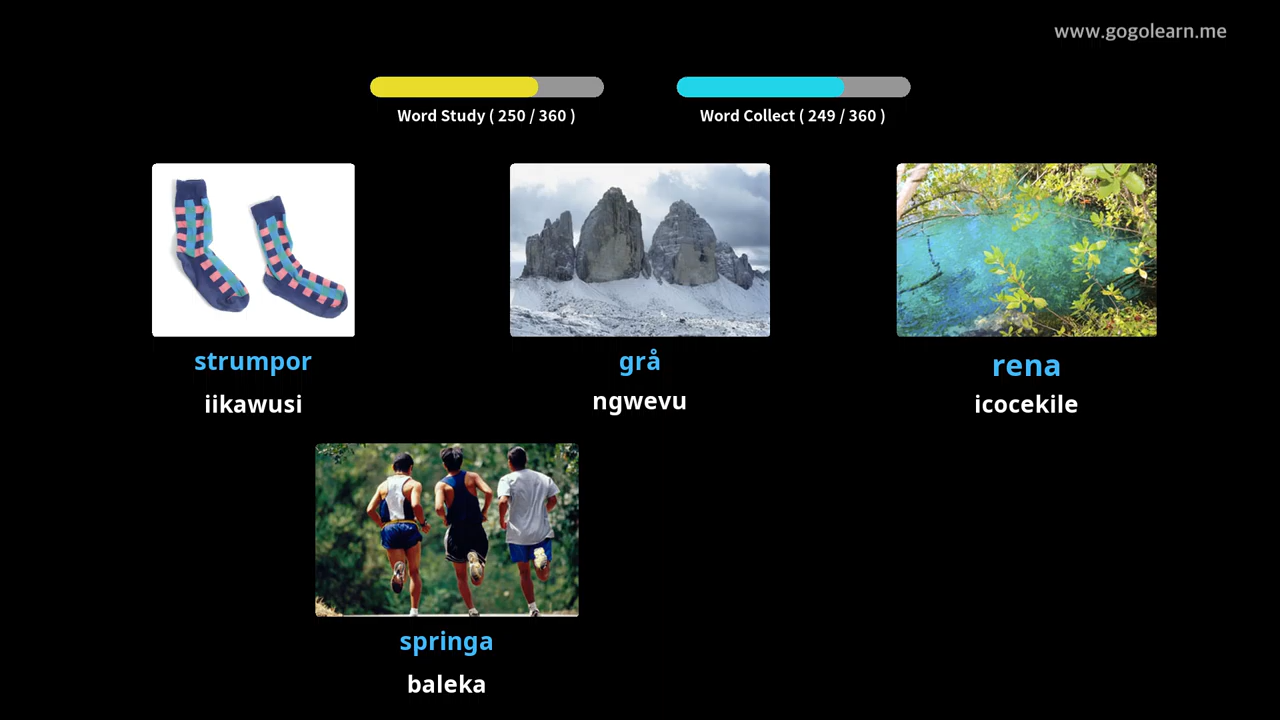 www.gogolearn.me
Word Study ( 250 / 360 )
Word Collect ( 249 / 360 )
strumpor
iikawusi
grå
ngwevu
rena
icocekile
springa
baleka